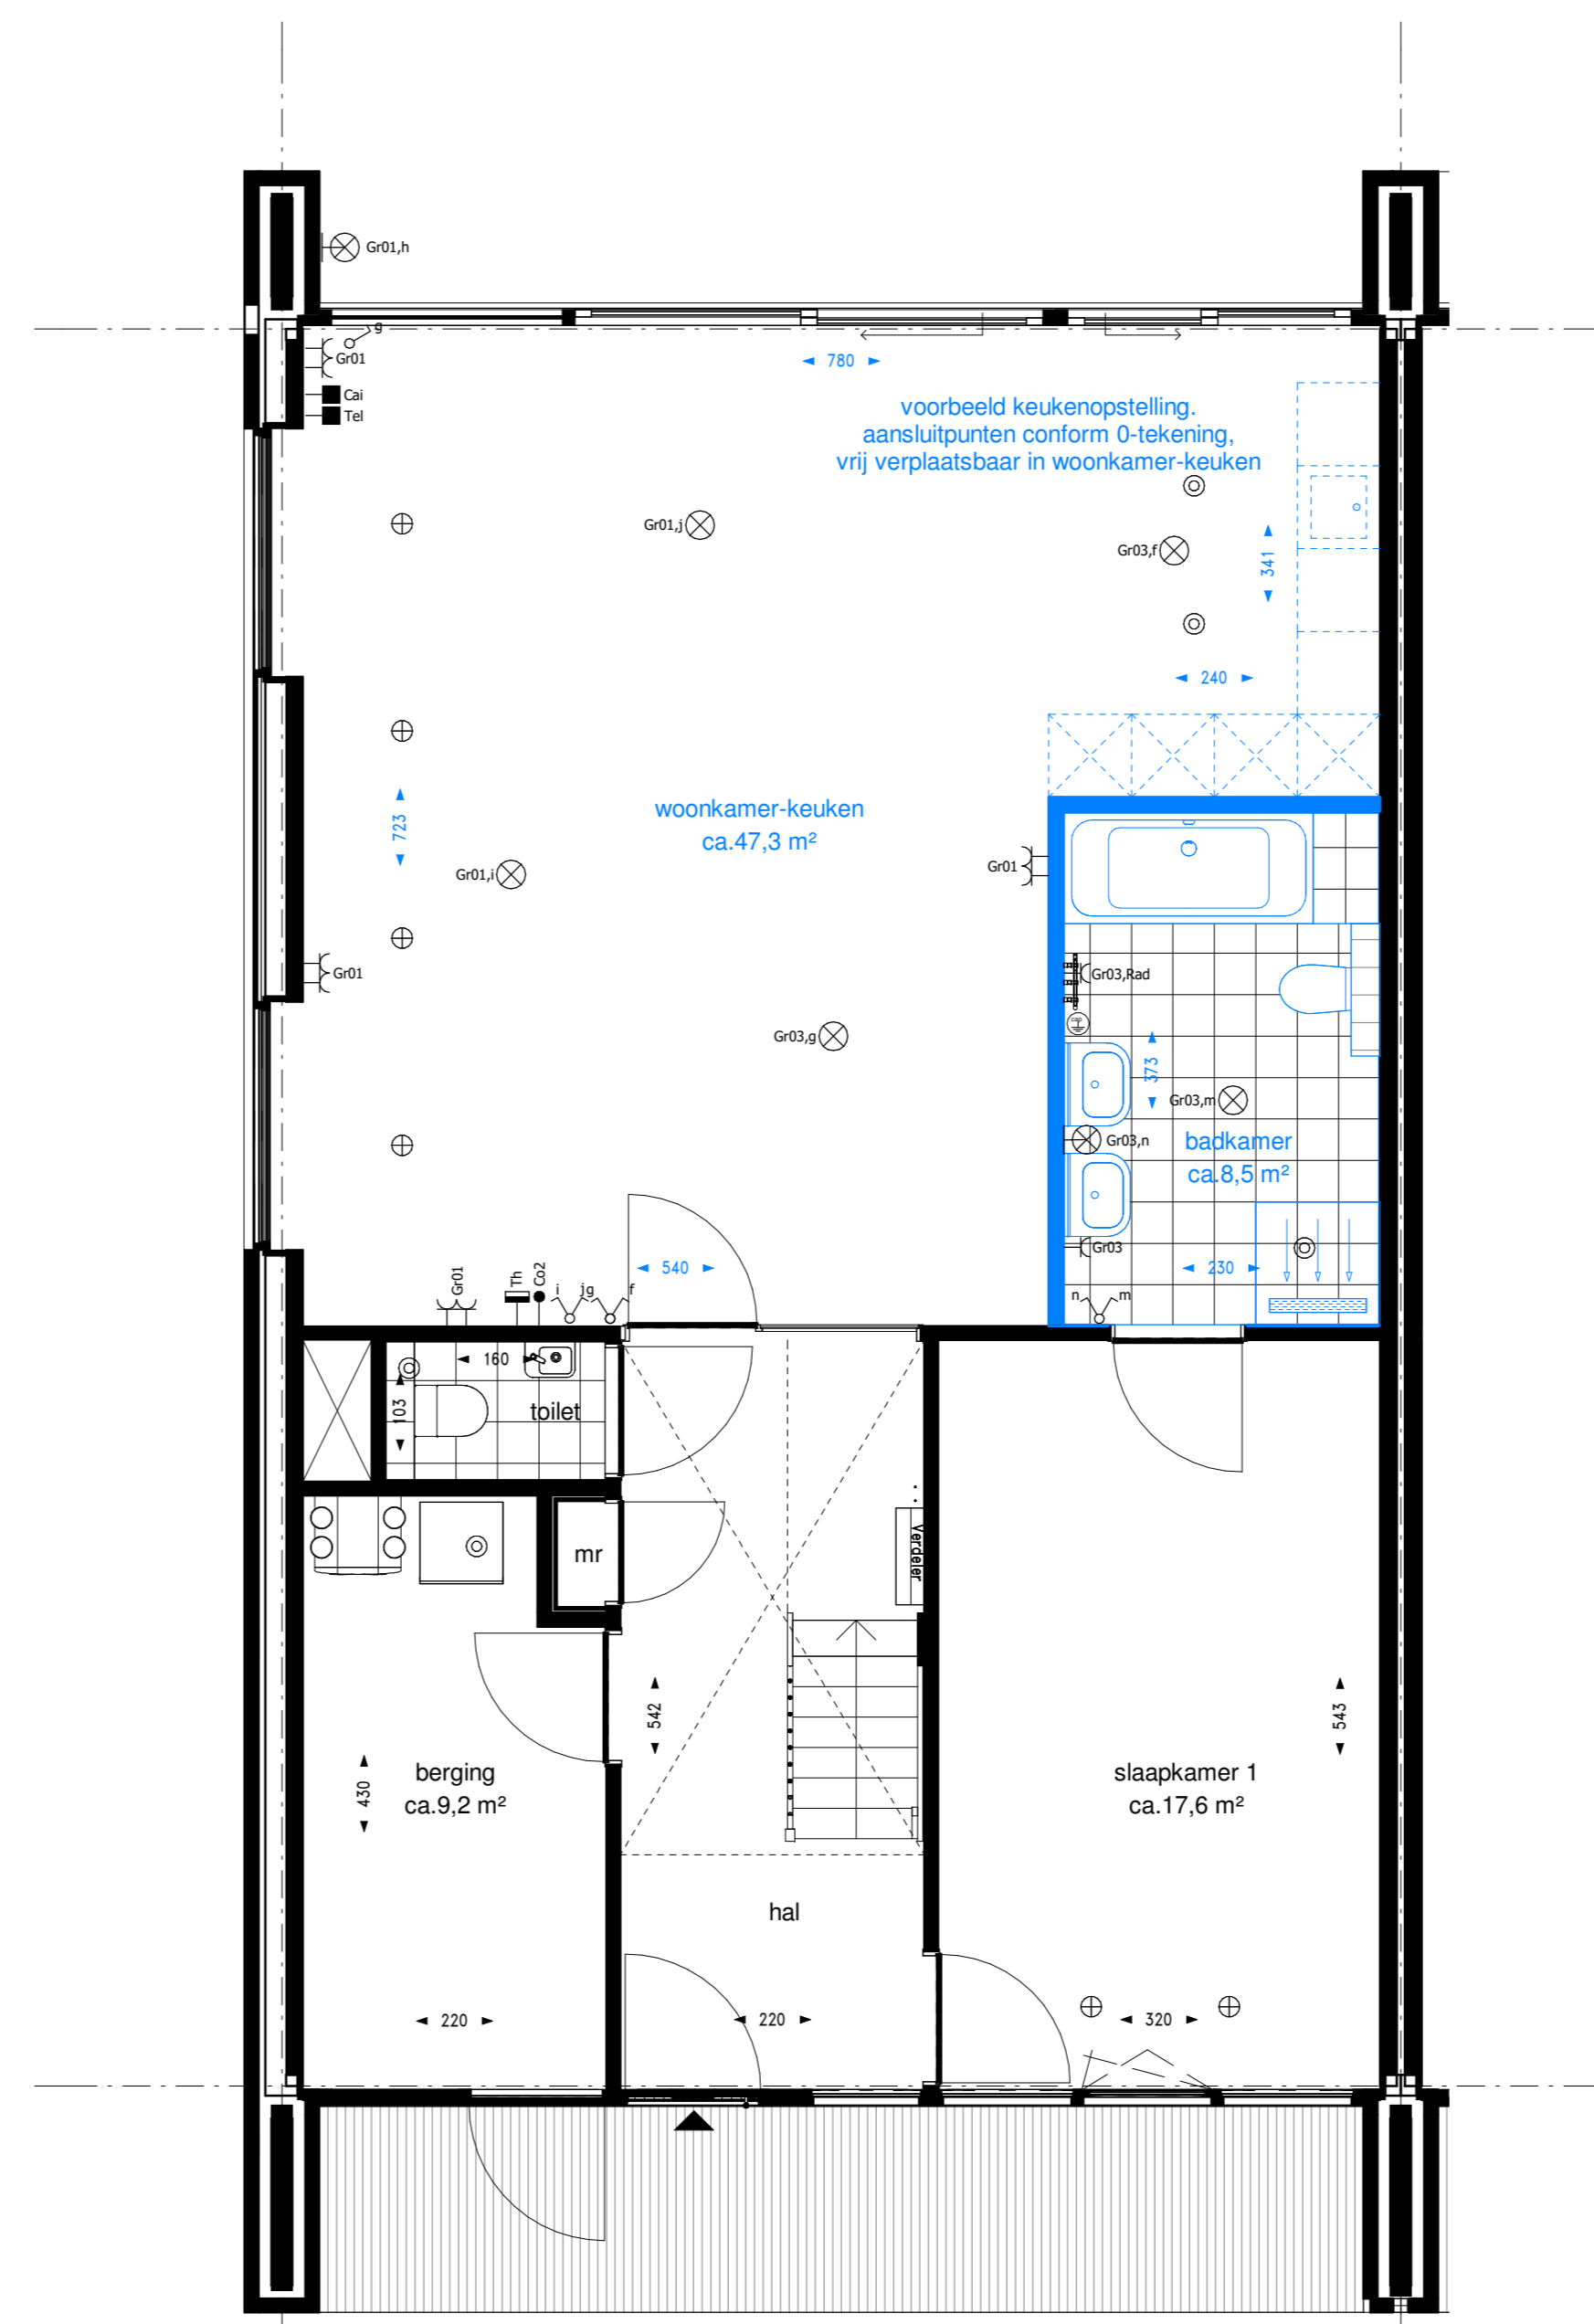 Gr01,h
g
Gr01
Cai
Tel
780
voorbeeld keukenopstelling.
aansluitpunten conform 0-tekening,
vrij verplaatsbaar in woonkamer-keuken
Gr01,j
Gr03,f
341
240
woonkamer-keuken
ca.47,3 m²
723
Gr01,i
Gr01
Gr01
Gr03,Rad
Gr03,g
373
Gr03,m
Gr03,n
badkamer
ca.8,5 m²
Gr03
230
n
m
540
Gr01
Th
Co2
i
jg
f
160
103
toilet
mr
Verdeler
542
543
berging
ca.9,2 m²
430
slaapkamer 1
ca.17,6 m²
hal
220
220
320